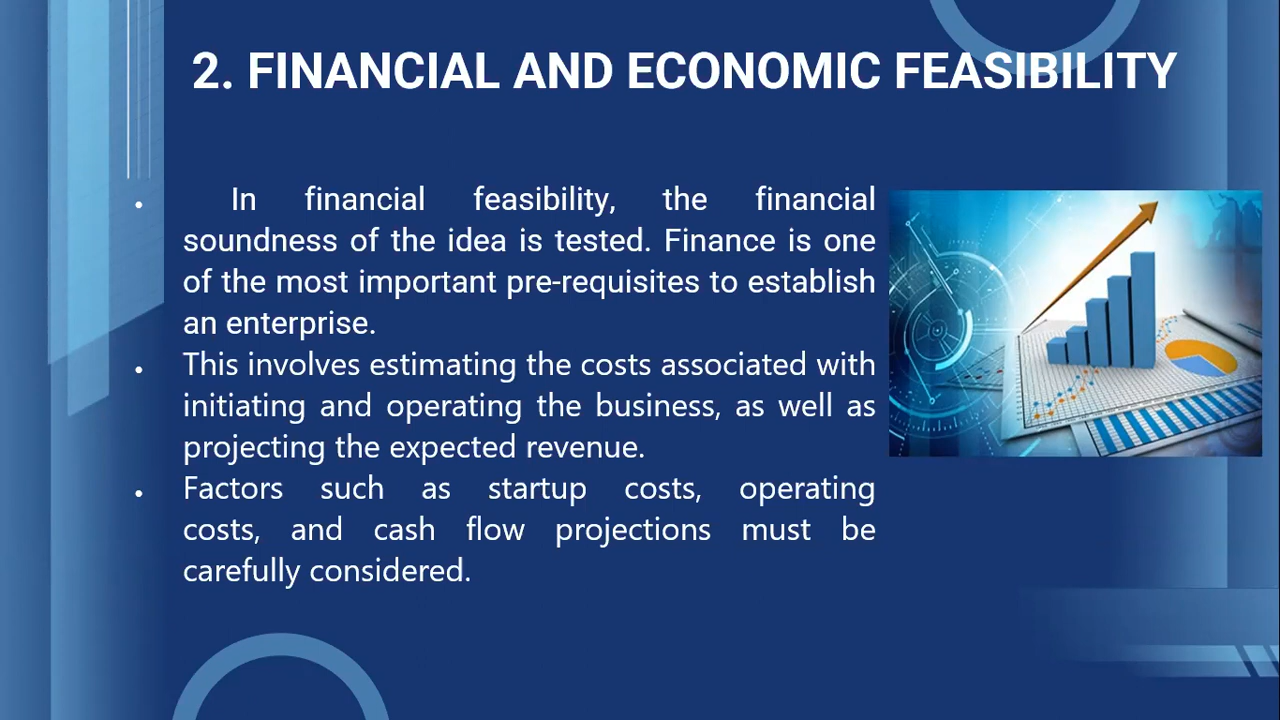 2. FINANCIAL AND ECONOMIC FEASIBILITY
• In financial feasibility, the financial
soundness of the idea is tested. Finance is one
of the most important pre-requisites to establish
an enterprise.
• This involves estimating the costs associated with
initiating and operating the business, as well as
projecting the expected revenue.
• Factors such as startup costs, operating
costs, and cash flow projections must be
carefully considered.